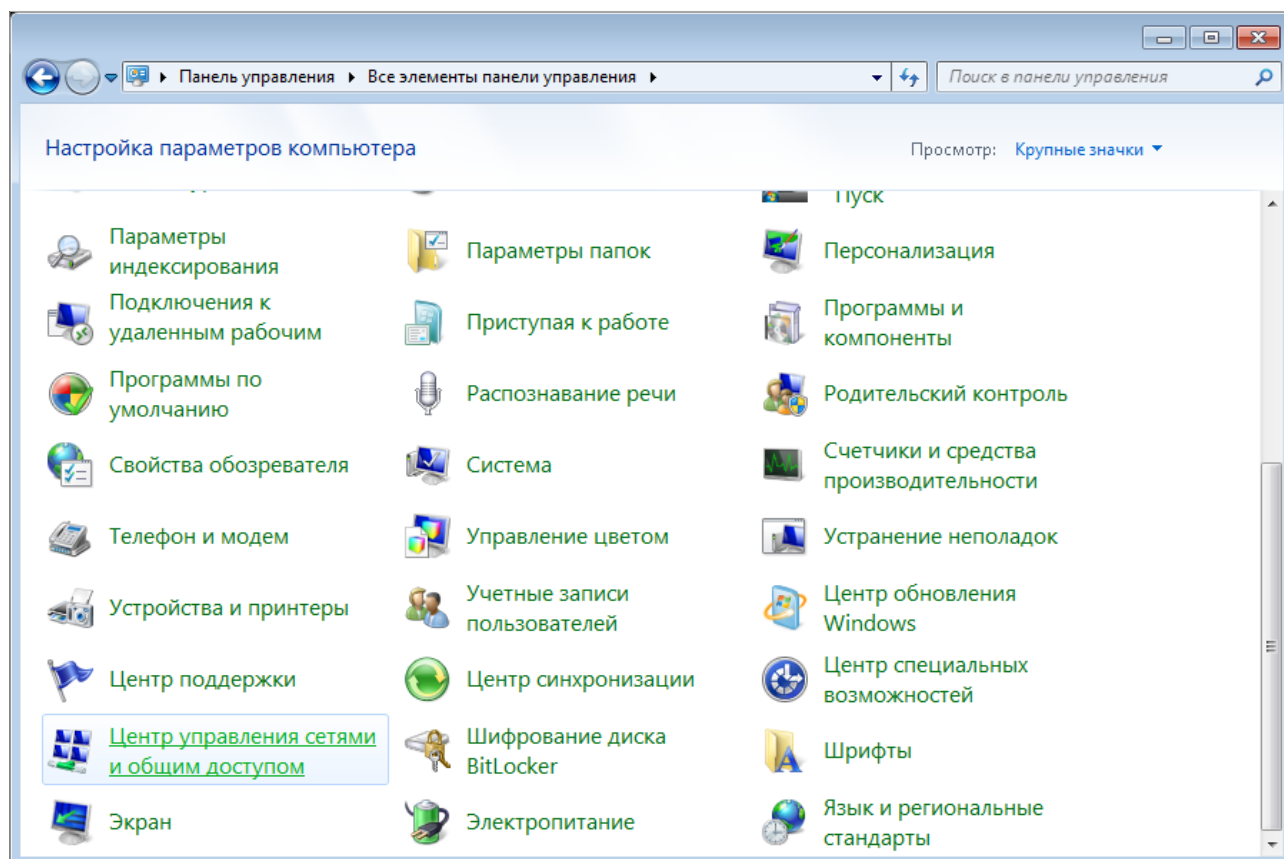 Панель управления Все элементы панели управления
Поиск в панели управления
Настройка параметров компьютера
Просмотр: Крупные значки
Пуск
Параметры
индексирования
Параметры папок
Персонализация
Подключения к
удаленным рабочим
Приступая к работе
Программы и
компоненты
Программы по
умолчанию
Распознавание речи
Родительский контроль
Свойства обозревателя
Система
Счетчики и средства
производительности
Телефон и модем
Управление цветом
Устранение неполадок
Устройства и принтеры
Учетные записи
пользователей
Центр обновления
Windows
Центр поддержки
Центр синхронизации
Центр специальных
возможностей
Центр управления сетями
и общим доступом
Шифрование диска
BitLocker
Шрифты
Экран
Электропитание
Язык и региональные
стандарты